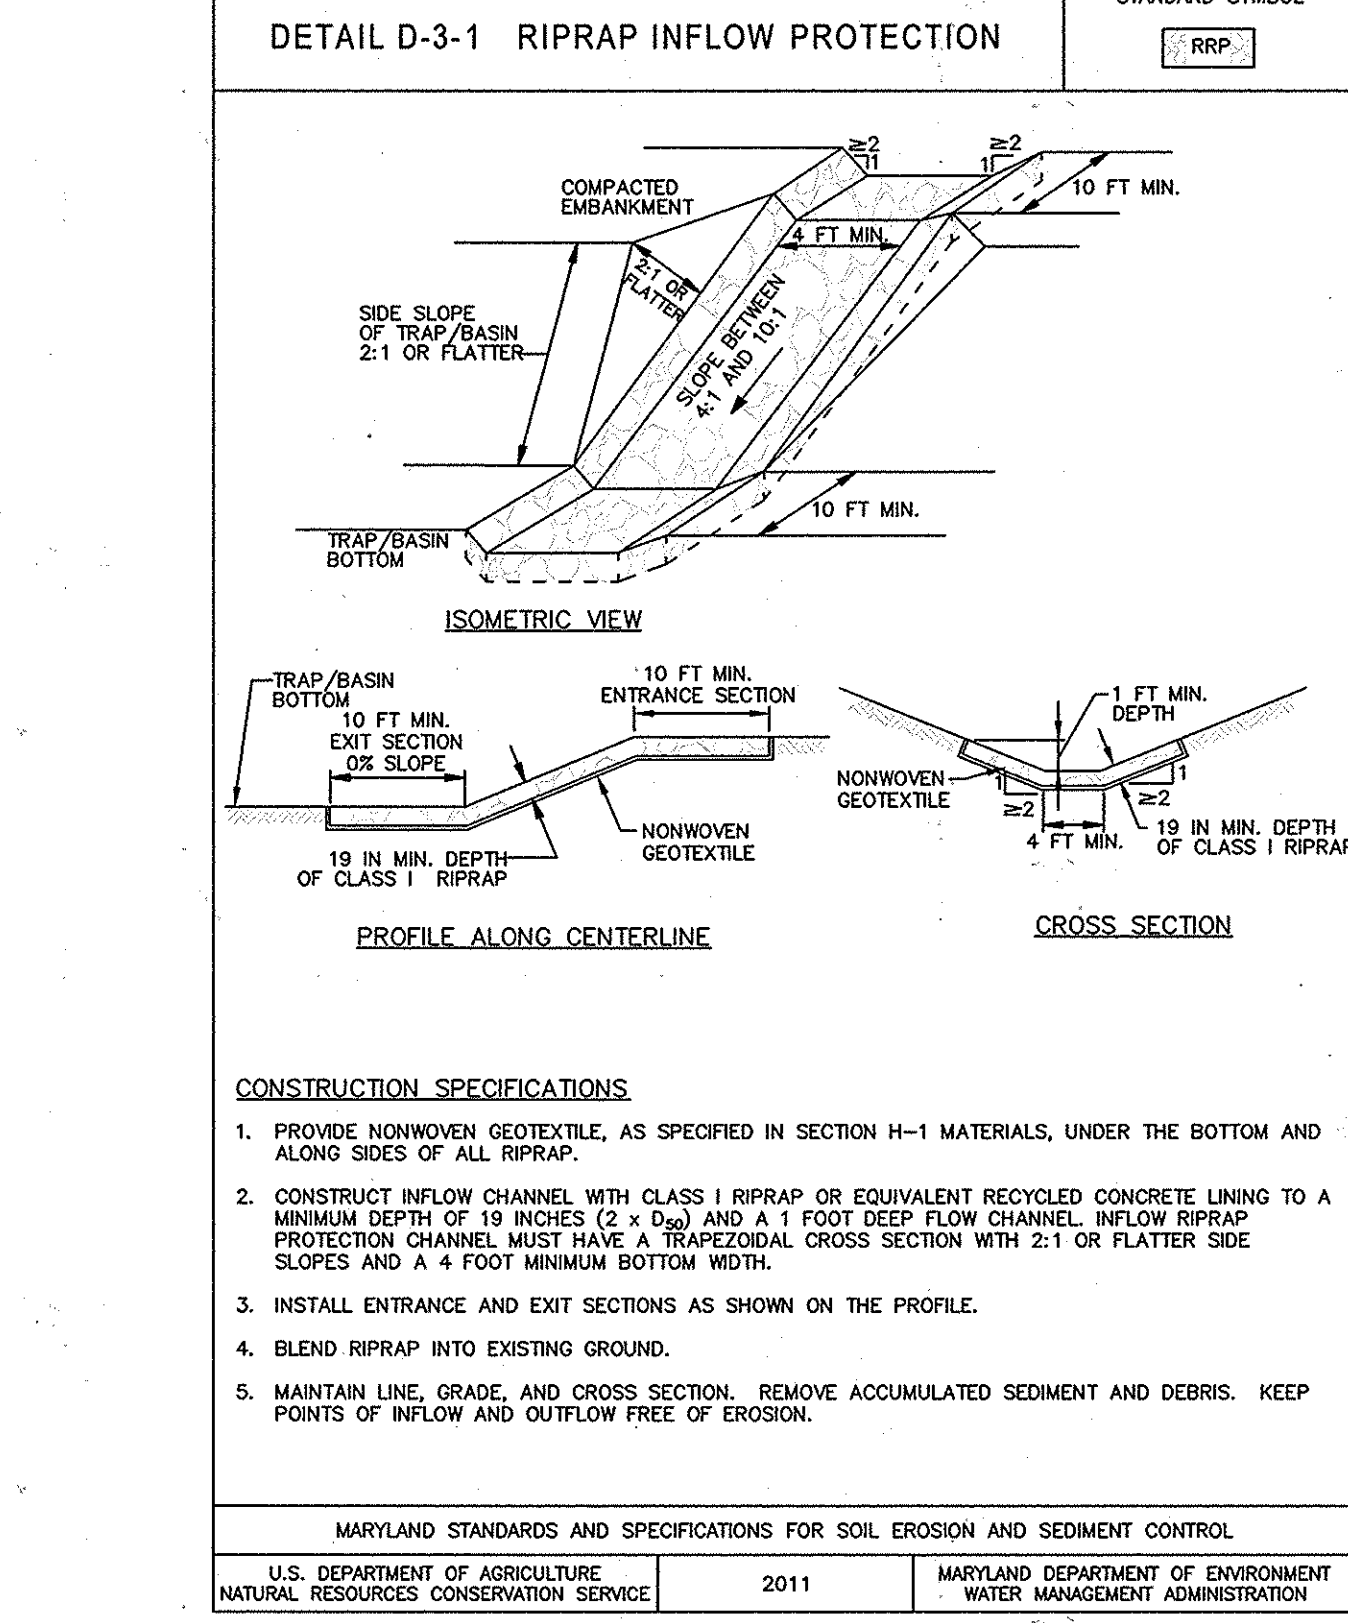 DETAIL D-3-1 RIPRAP INFLOW PROTECTION
RRP
≥2
1
≥2
1
10 FT MIN.
COMPACTED
EMBANKMENT
4 FT MIN.
2:1 OR
FLATTER
SIDE SLOPE
OF TRAP/BASIN
2:1 OR FLATTER
SLOPE BETWEEN
4:1 AND 10:1
10 FT MIN.
TRAP/BASIN
BOTTOM
ISOMETRIC VIEW
TRAP/BASIN
BOTTOM
10 FT MIN.
EXIT SECTION
0% SLOPE
10 FT MIN.
ENTRANCE SECTION
NONWOVEN
GEOTEXTILE
19 IN MIN. DEPTH
OF CLASS I RIPRAP
PROFILE ALONG CENTERLINE
1 FT MIN.
DEPTH
NONWOVEN
GEOTEXTILE
1
≥2
1
≥2
4 FT MIN.
19 IN MIN. DEPTH
OF CLASS I RIPRAP
CROSS SECTION
CONSTRUCTION SPECIFICATIONS
1. PROVIDE NONWOVEN GEOTEXTILE, AS SPECIFIED IN SECTION H-1 MATERIALS, UNDER THE BOTTOM AND
ALONG SIDES OF ALL RIPRAP.
2. CONSTRUCT INFLOW CHANNEL WITH CLASS I RIPRAP OR EQUIVALENT RECYCLED CONCRETE LINING TO A
MINIMUM DEPTH OF 19 INCHES (2 x D50) AND A 1 FOOT DEEP FLOW CHANNEL. INFLOW RIPRAP
PROTECTION CHANNEL MUST HAVE A TRAPEZOIDAL CROSS SECTION WITH 2:1 OR FLATTER SIDE
SLOPES AND A 4 FOOT MINIMUM BOTTOM WIDTH.
3. INSTALL ENTRANCE AND EXIT SECTIONS AS SHOWN ON THE PROFILE.
4. BLEND RIPRAP INTO EXISTING GROUND.
5. MAINTAIN LINE, GRADE, AND CROSS SECTION. REMOVE ACCUMULATED SEDIMENT AND DEBRIS. KEEP
POINTS OF INFLOW AND OUTFLOW FREE OF EROSION.
MARYLAND STANDARDS AND SPECIFICATIONS FOR SOIL EROSION AND SEDIMENT CONTROL
U.S. DEPARTMENT OF AGRICULTURE
NATURAL RESOURCES CONSERVATION SERVICE
2011
MARYLAND DEPARTMENT OF ENVIRONMENT
WATER MANAGEMENT ADMINISTRATION